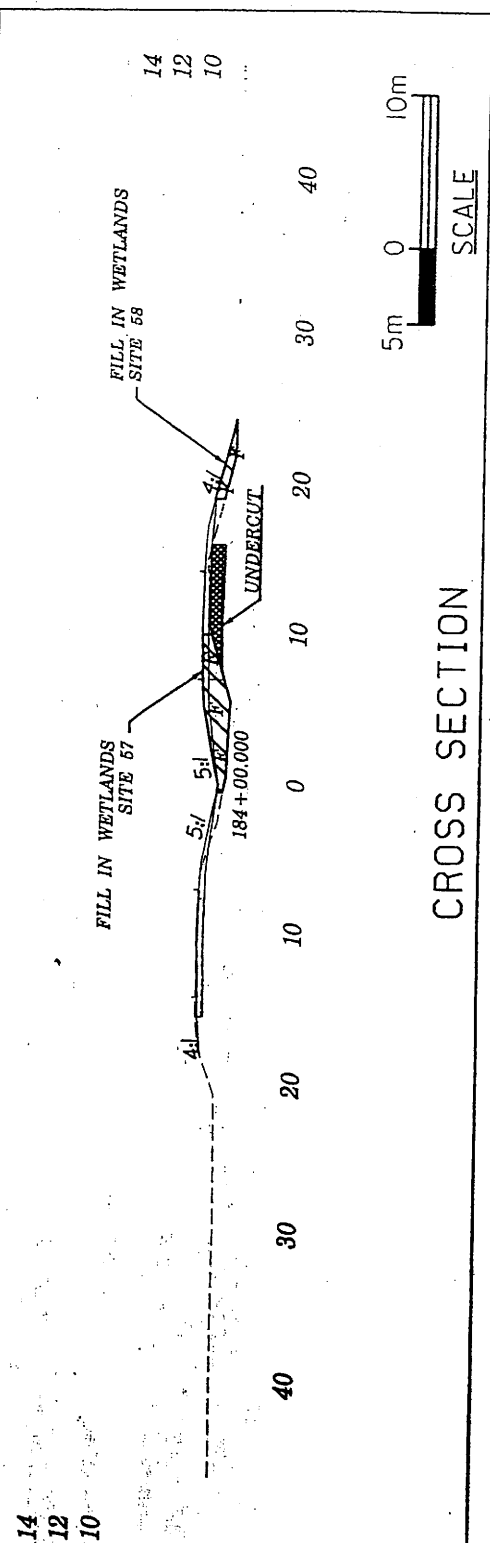 14
12
10
14
12
10
FILL IN WETLANDS
SITE 57
FILL IN WETLANDS
SITE 58
4:1
5:1
5:1
4:1
F
F
F
F
F
184+00.000
UNDERCUT
40
30
20
10
0
10
20
30
40
CROSS SECTION
5m
0
10m
SCALE